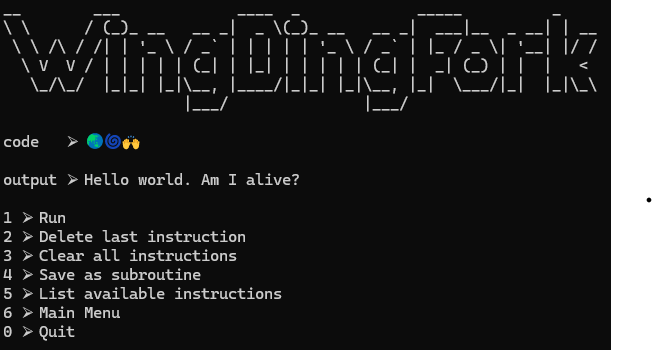 WingDingFork
code ➢ 🌏🌀🙌
output ➢ Hello world. Am I alive?
1 ➢ Run
2 ➢ Delete last instruction
3 ➢ Clear all instructions
4 ➢ Save as subroutine
5 ➢ List available instructions
6 ➢ Main Menu
0 ➢ Quit